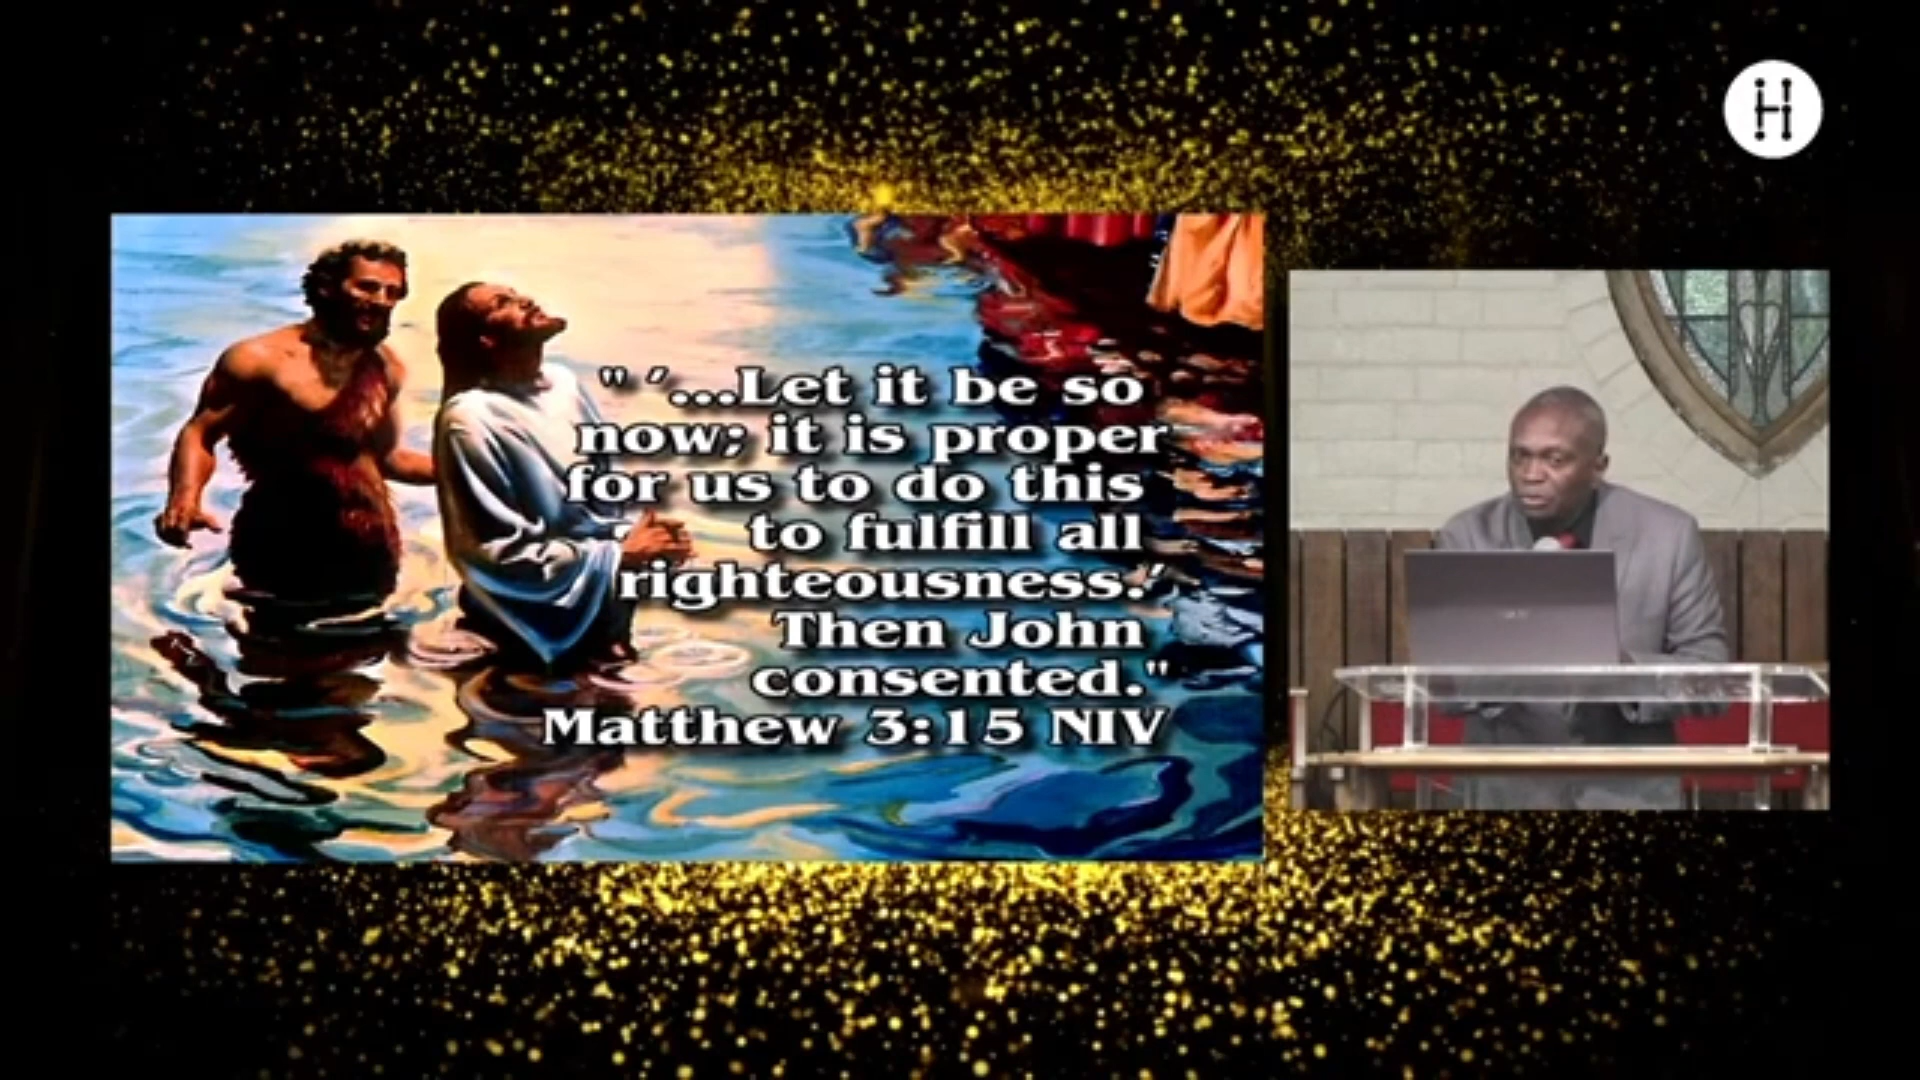 H
"´...Let it be so
now; it is proper
for us to do this
to fulfill all
righteousness.´
Then John
consented."
Matthew 3:15 NIV